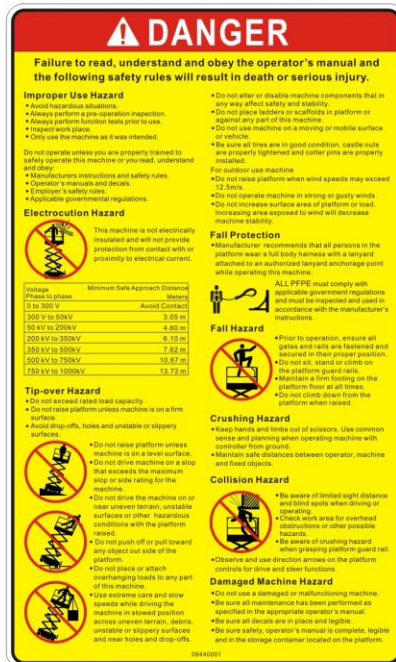 DANGER
Failure to read, understand and obey the operator's manual and
the following safety rules will result in death or serious injury.
Improper Use Hazard
• Avoid hazardous situations.
• Always perform a pre-operation inspection.
• Always perform function tests prior to use.
• Inspect work place.
• Only use the machine as it was intended.
Do not operate unless you are properly trained to
safely operate this machine or you read, understand
and obey:
• Manufacturers instructions and safety rules.
• Operator's manuals and decals.
• Employer's safety rules.
• Applicable governmental regulations.
Electrocution Hazard
This machine is not electrically
insulated and will not provide
protection from contact with or
proximity to electrical current.
Voltage Minimum Safe Approach Distance
Phase to phase Meters
0 to 300 V Avoid Contact
300 V to 50kV 3.05 m
50 kV to 200kV 4.60 m
200 kV to 350kV 6.10 m
350 kV to 500kV 7.62 m
500 kV to 750kV 10.67 m
750 kV to 1000kV 13.72 m
Tip-over Hazard
• Do not exceed rated load capacity.
• Do not raise platform unless machine is on a firm
surface.
• Avoid drop-offs, holes and unstable or slippery
surfaces.
• Do not raise platform unless
machine is on a level surface.
• Do not drive machine on a slop
that exceeds the maximum
slop or side rating for the
machine.
• Do not drive the machine on or
near uneven terrain, unstable
surfaces or other hazardous
conditions with the platform
raised.
• Do not push off or pull toward
any object out side of the
platform.
• Do not place or attach
overhanging loads to any part
of this machine.
• Use extreme care and slow
speeds while driving the
machine in stowed position
across uneven terrain, debris,
unstable or slippery surfaces
and near holes and drop-offs.
• Do not alter or disable machine components that in
any way affect safety and stability.
• Do not place ladders or scaffolds in platform or
against any part of this machine.
• Do not use machine on a moving or mobile surface
or vehicle.
• Be sure all tires are in good condition, castle nuts
are properly tightened and cotter pins are properly
installed.
For outdoor use machine
• Do not raise platform when wind speeds may exceed
12.5m/s.
• Do not operate machine in strong or gusty winds.
• Do not increase surface area of platform or load.
Increasing area exposed to wind will decrease
machine stability.
Fall Protection
• Manufacturer recommends that all persons in the
platform wear a full body harness with a lanyard
attached to an authorized lanyard anchorage point
while operating this machine.
ALL PFPE must comply with
applicable government regulations
and must be inspected and used in
accordance with the manufacturer's
instructions.
Fall Hazard
• Prior to operation, ensure all
gates and rails are fastened and
secured in their proper position.
• Do not sit, stand or climb on
the platform guard rails.
• Maintain a firm footing on the
platform floor at all times.
• Do not climb down from the
platform when raised.
Crushing Hazard
• Keep hands and limbs out of scissors. Use common
sense and planning when operating machine with
controller from ground.
• Maintain safe distances between operator, machine
and fixed objects.
Collision Hazard
• Be aware of limited sight distance
and blind spots when driving or
operating.
• Check work area for overhead
obstructions or other possible
hazards.
• Be aware of crushing hazard
when grasping platform guard rail.
• Observe and use direction arrows on the platform
controls for drive and steer functions.
Damaged Machine Hazard
• Do not use a damaged or malfunctioning machine.
• Be sure all maintenance has been performed as
specified in the appropriate operator's manual.
• Be sure all decals are in place and legible.
• Be sure safety, operator's manual is complete, legible
and in the storage container located on the platform.
09440001